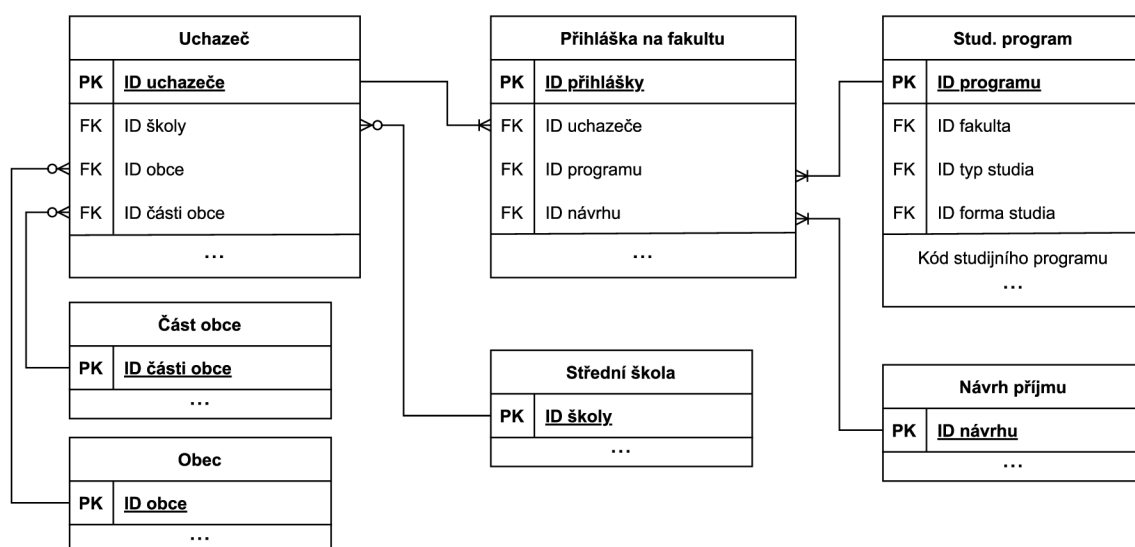 Uchazeč
PK ID uchazeče
FK ID školy
FK ID obce
FK ID části obce
...
Přihláška na fakultu
PK ID přihlášky
FK ID uchazeče
FK ID programu
FK ID návrhu
...
Stud. program
PK ID programu
FK ID fakulta
FK ID typ studia
FK ID forma studia
Kód studijního programu
...
Část obce
PK ID části obce
...
Střední škola
PK ID školy
...
Návrh příjmu
PK ID návrhu
...
Obec
PK ID obce
...